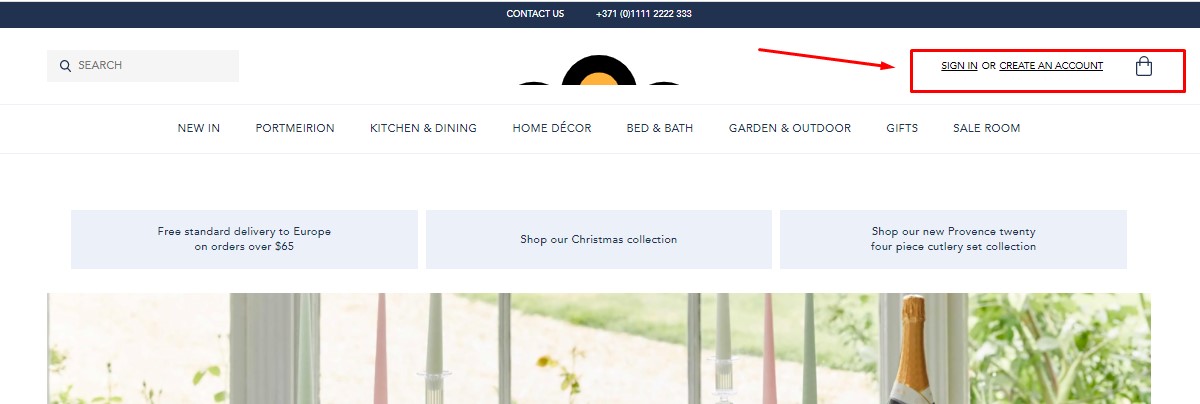 CONTACT US +371 (0)1111 2222 333
SEARCH
SIGN IN OR CREATE AN ACCOUNT
NEW IN PORTMEIRION KITCHEN & DINING HOME DÉCOR BED & BATH GARDEN & OUTDOOR GIFTS SALE ROOM
Free standard delivery to Europe
on orders over $65
Shop our Christmas collection
Shop our new Provence twenty
four piece cutlery set collection